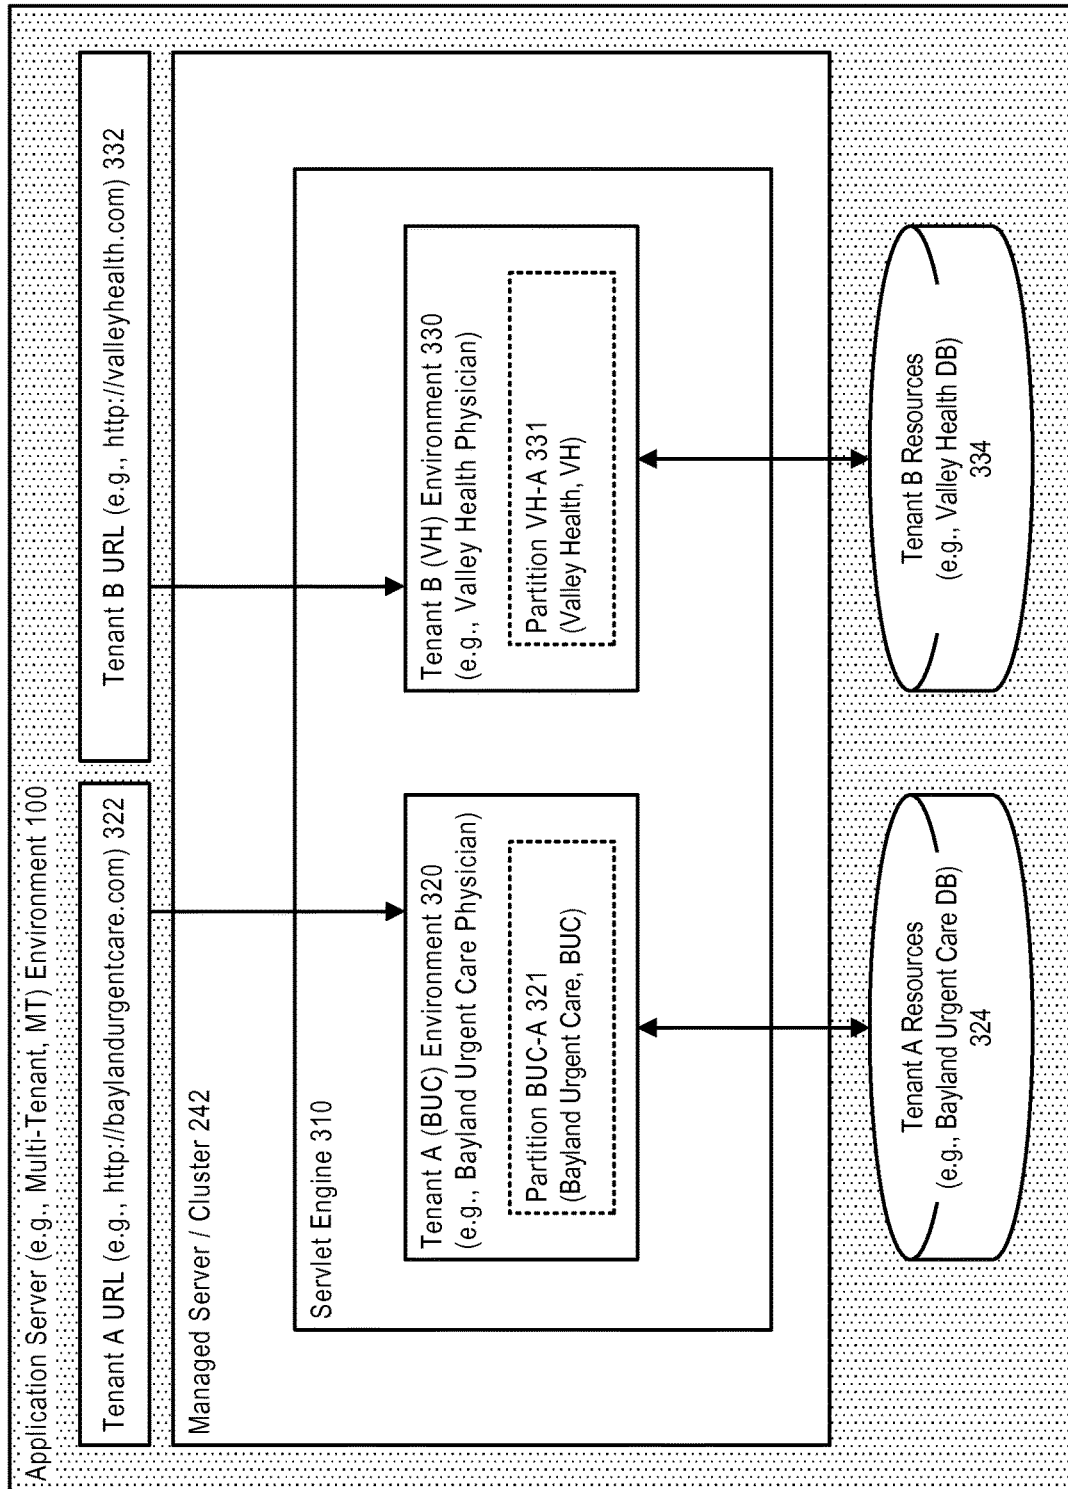 Application Server (e.g., Multi-Tenant, MT) Environment 100
Tenant A URL (e.g., http://baylandurgentcare.com) 322
Tenant B URL (e.g., http://valleyhealth.com) 332
Managed Server / Cluster 242
Servlet Engine 310
Tenant A (BUC) Environment 320
(e.g., Bayland Urgent Care Physician)
Partition BUC-A 321
(Bayland Urgent Care, BUC)
Tenant B (VH) Environment 330
(e.g., Valley Health Physician)
Partition VH-A 331
(Valley Health, VH)
Tenant A Resources
(e.g., Bayland Urgent Care DB)
324
Tenant B Resources
(e.g., Valley Health DB)
334